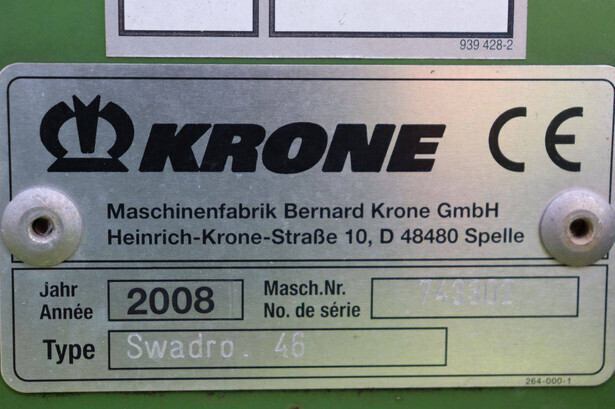 939 428-2
KRONE CE
Maschinenfabrik Bernard Krone GmbH
Heinrich-Krone-Straße 10, D 48480 Spelle
Jahr
Année
2008
Masch.Nr.
No. de série
Type Swadro. 46
264-000-1